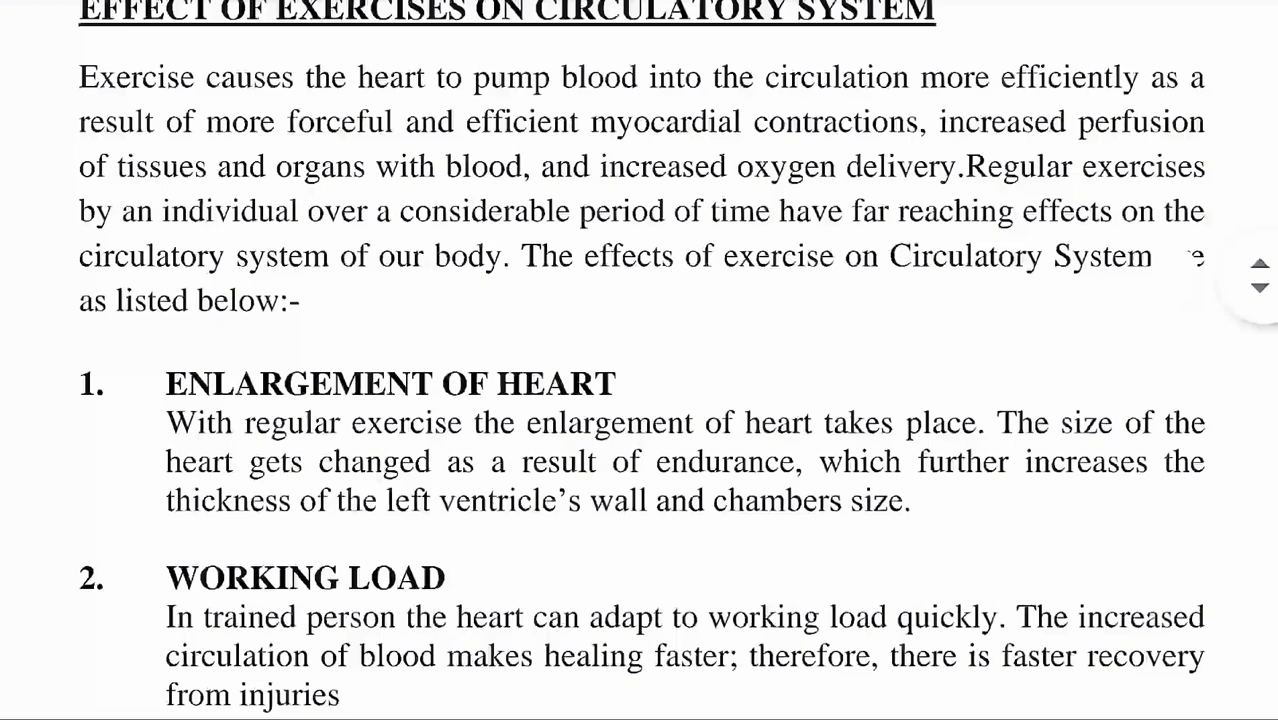 EFFECT OF EXERCISES ON CIRCULATORY SYSTEM
Exercise causes the heart to pump blood into the circulation more efficiently as a
result of more forceful and efficient myocardial contractions, increased perfusion
of tissues and organs with blood, and increased oxygen delivery.Regular exercises
by an individual over a considerable period of time have far reaching effects on the
circulatory system of our body. The effects of exercise on Circulatory System
as listed below:-
1. ENLARGEMENT OF HEART
With regular exercise the enlargement of heart takes place. The size of the
heart gets changed as a result of endurance, which further increases the
thickness of the left ventricle’s wall and chambers size.
2. WORKING LOAD
In trained person the heart can adapt to working load quickly. The increased
circulation of blood makes healing faster; therefore, there is faster recovery
from injuries